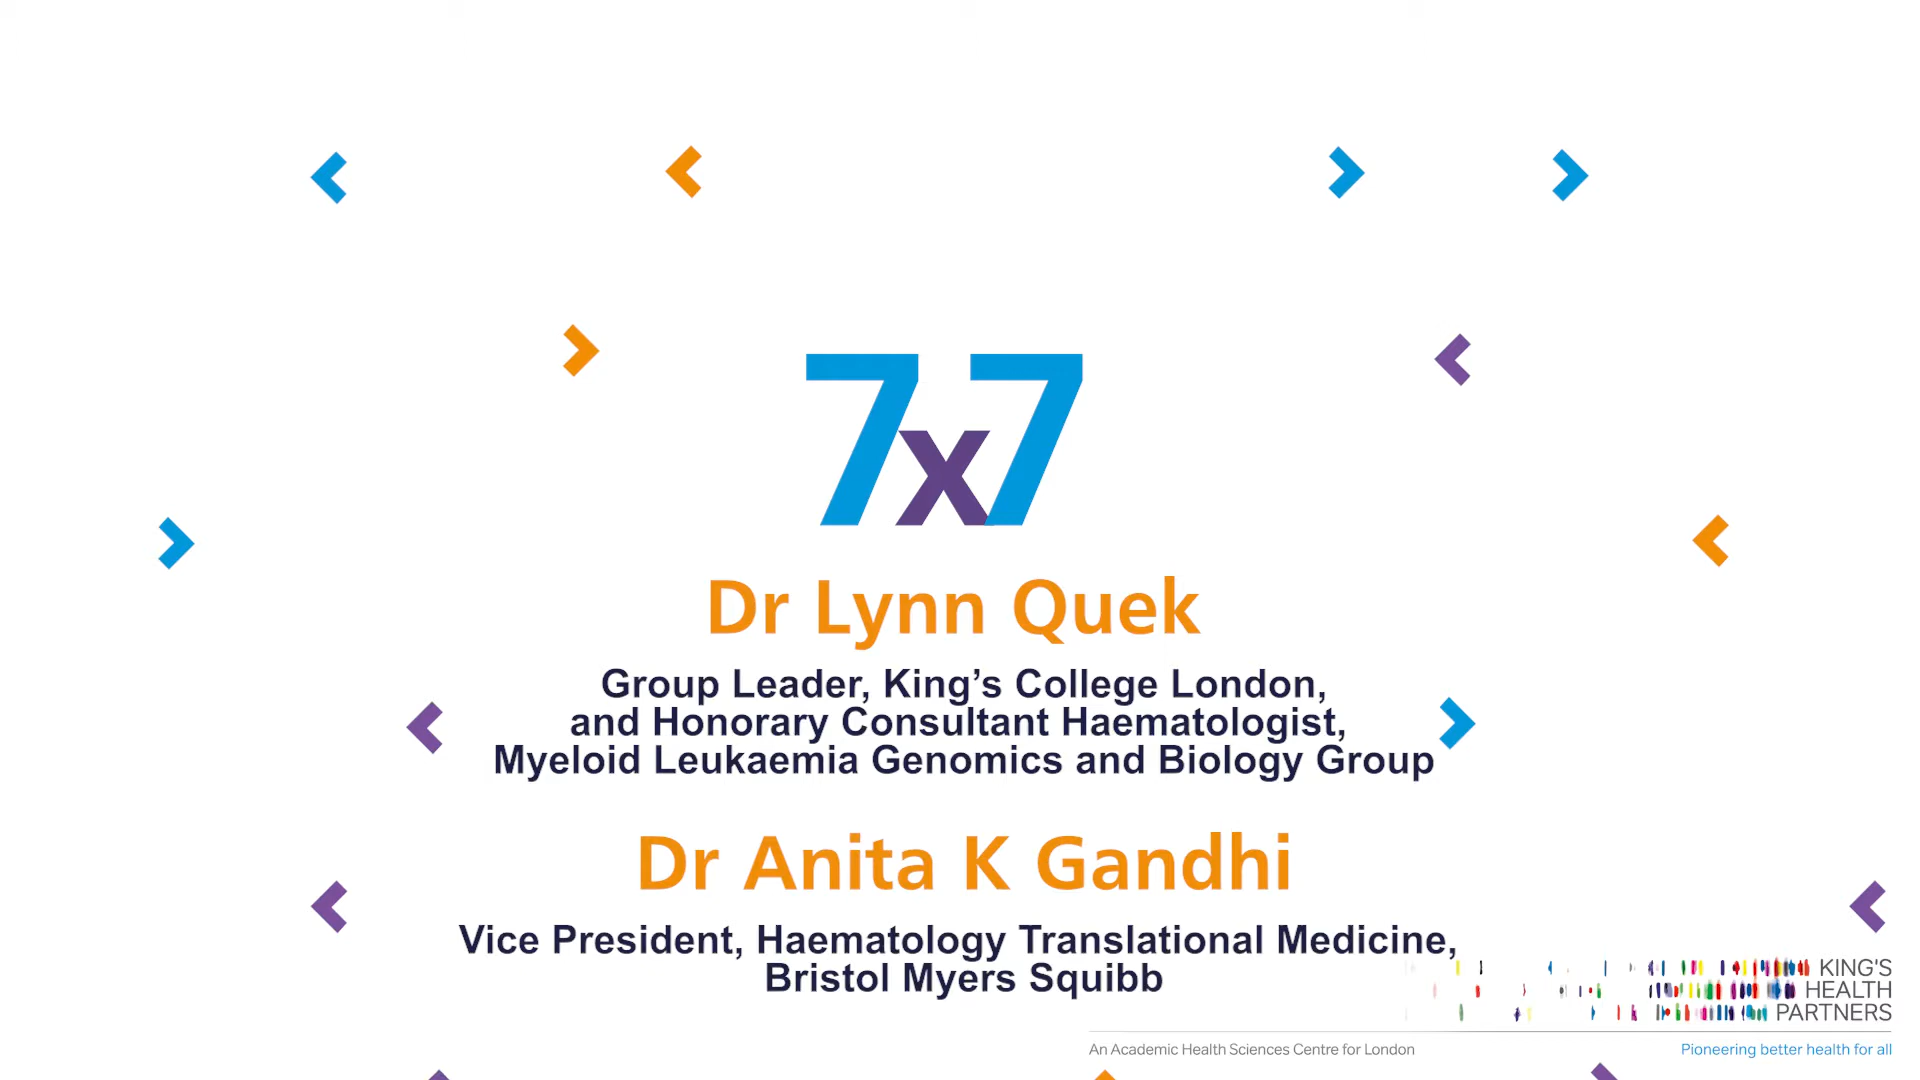 7x7
Dr Lynn Quek
Group Leader, King’s College London,
and Honorary Consultant Haematologist,
Myeloid Leukaemia Genomics and Biology Group
Dr Anita K Gandhi
Vice President, Haematology Translational Medicine,
Bristol Myers Squibb
KING'S
HEALTH
PARTNERS
An Academic Health Sciences Centre for London
Pioneering better health for all